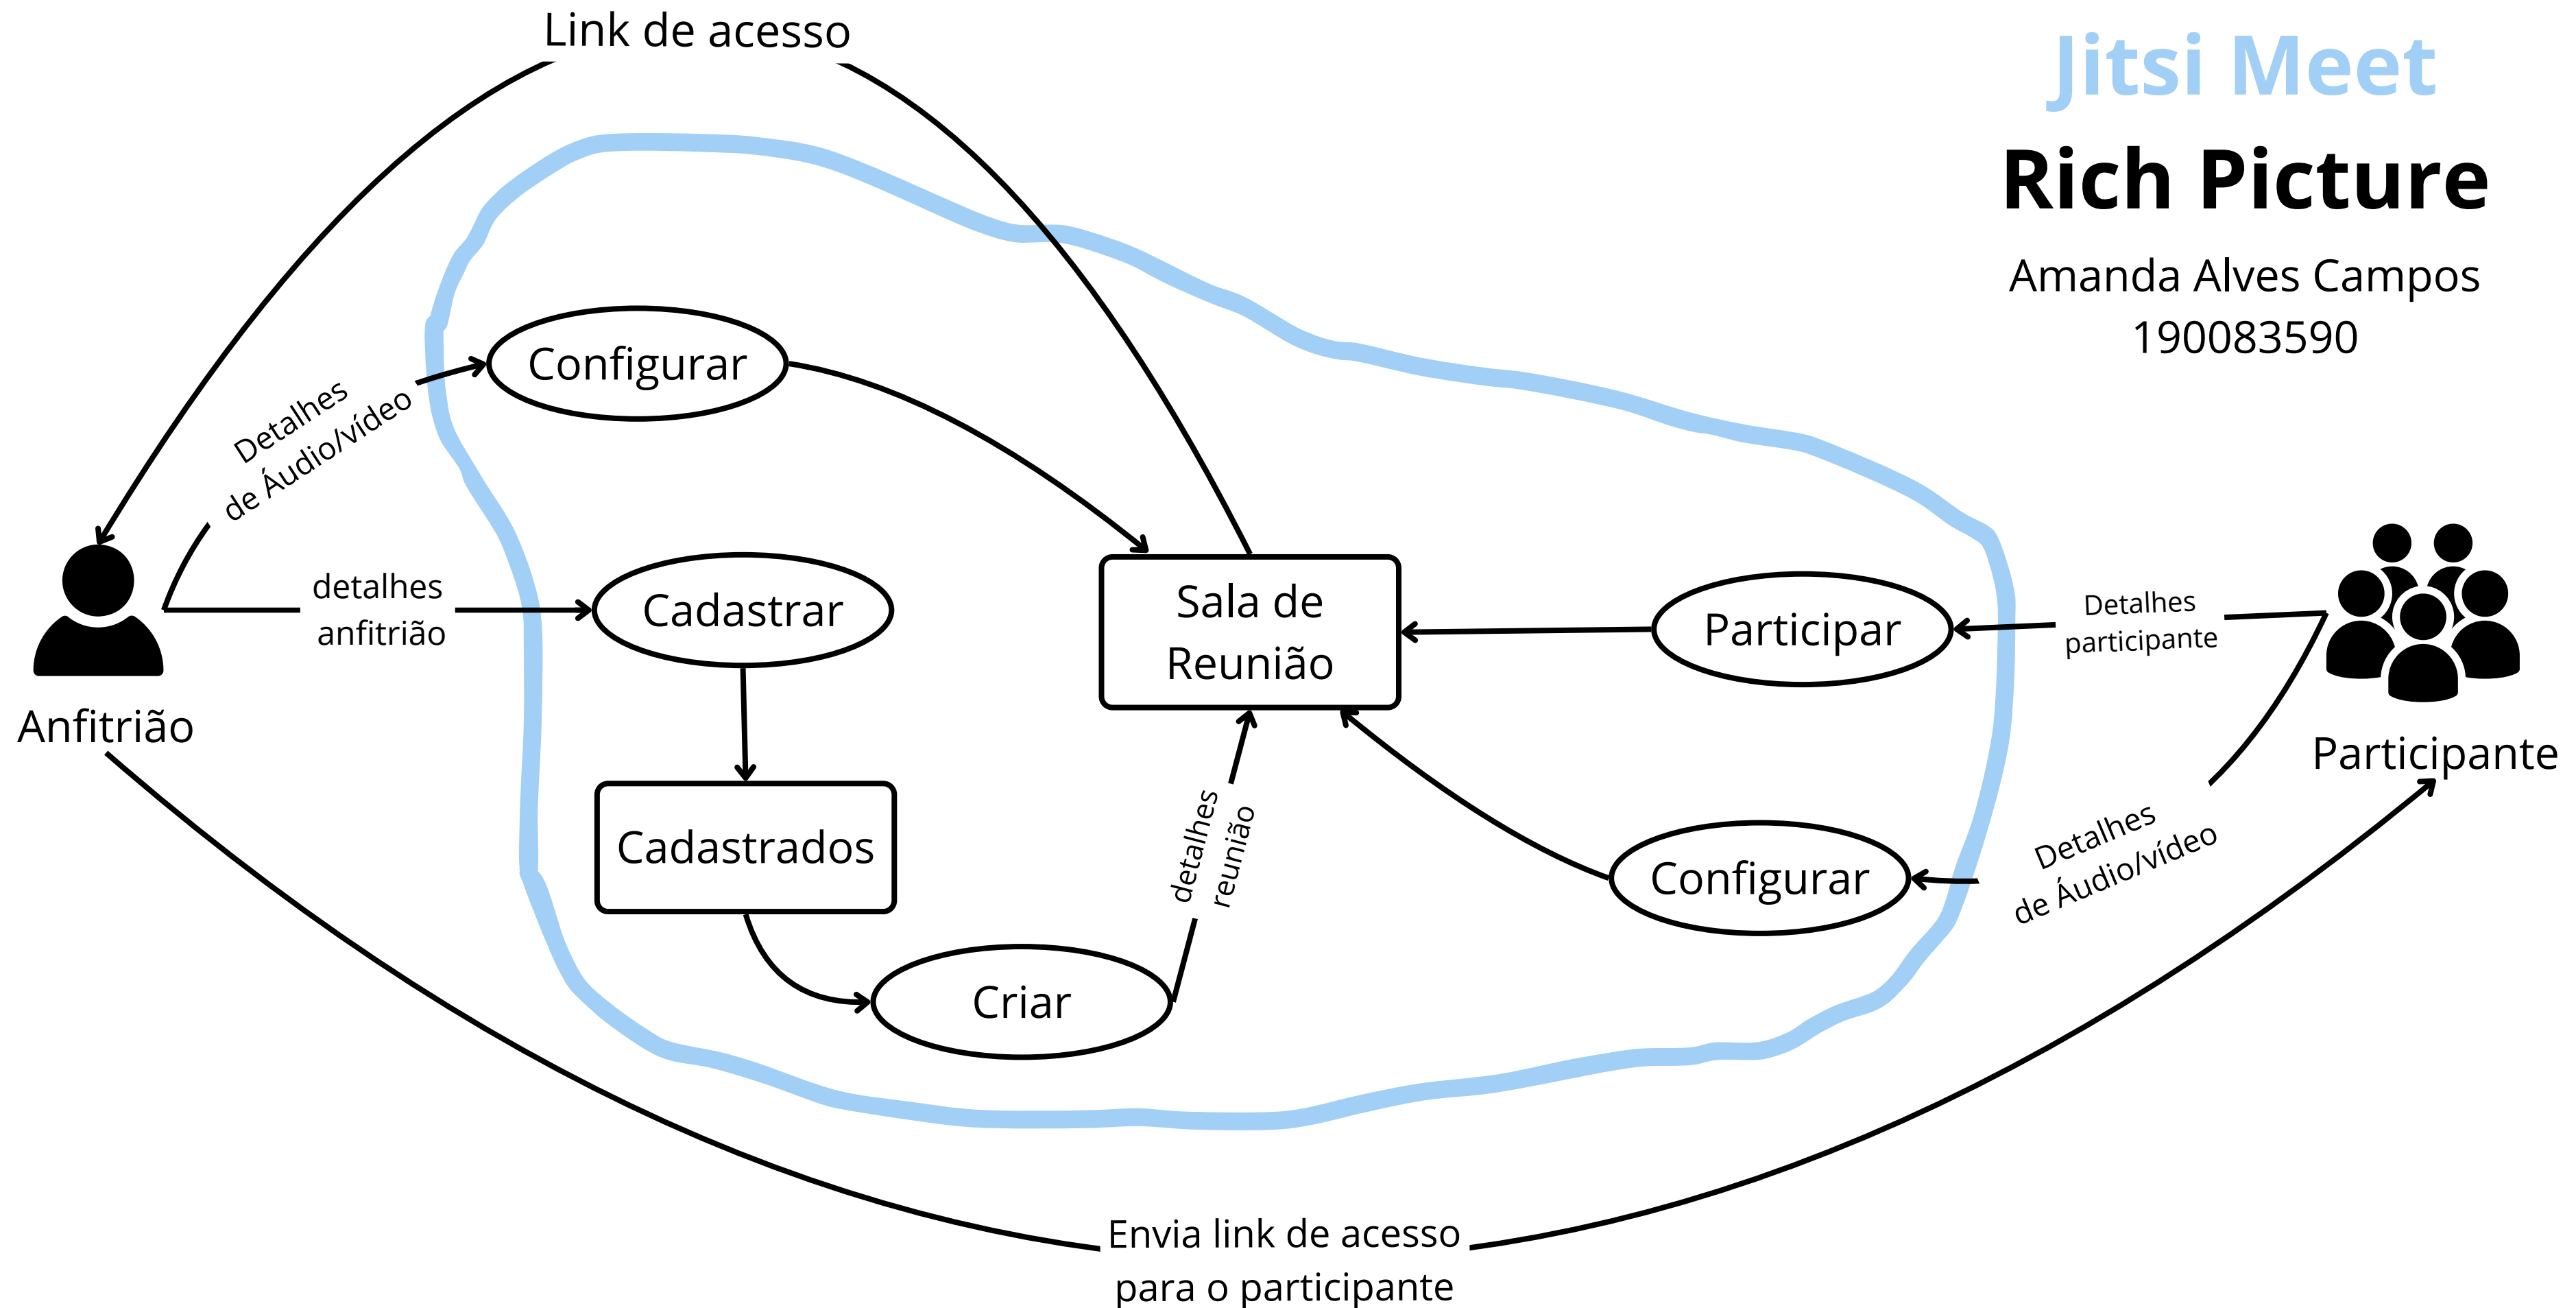 Link de acesso
Jitsi Meet
Rich Picture
Amanda Alves Campos
190083590
Configurar
Detalhes
de Áudio/vídeo
detalhes
anfitrião
Cadastrar
Sala de
Reunião
Participar
Detalhes
participante
Anfitrião
Participante
Cadastrados
detalhes
reunião
Configurar
Detalhes
de Áudio/vídeo
Criar
Envia link de acesso
para o participante